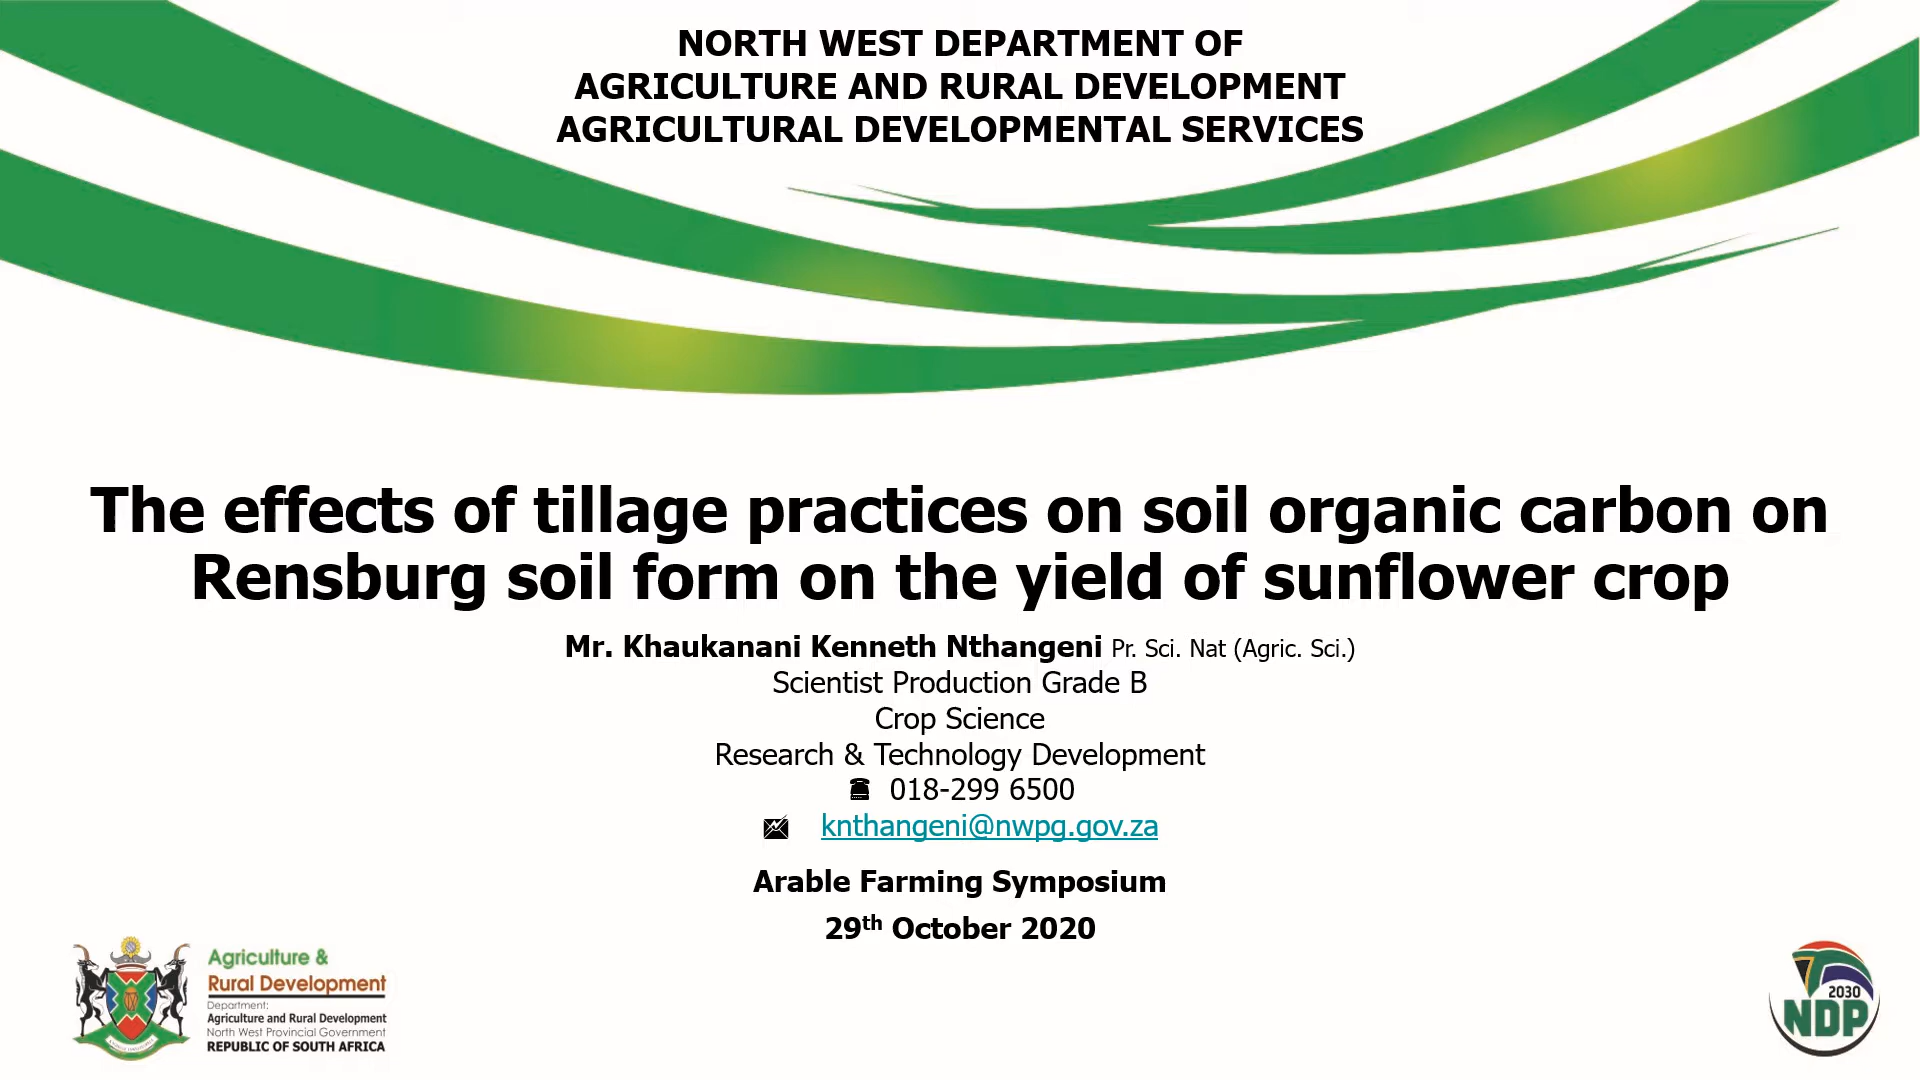 NORTH WEST DEPARTMENT OF
AGRICULTURE AND RURAL DEVELOPMENT
AGRICULTURAL DEVELOPMENTAL SERVICES
The effects of tillage practices on soil organic carbon on
Rensburg soil form on the yield of sunflower crop
Mr. Khaukanani Kenneth Nthangeni Pr. Sci. Nat (Agric. Sci.)
Scientist Production Grade B
Crop Science
Research & Technology Development
018-299 6500
knthangeni@nwpg.gov.za
Arable Farming Symposium
29th October 2020
Agriculture &
Rural Development
Department:
Agriculture and Rural Development
North West Provincial Government
REPUBLIC OF SOUTH AFRICA
2030
NDP